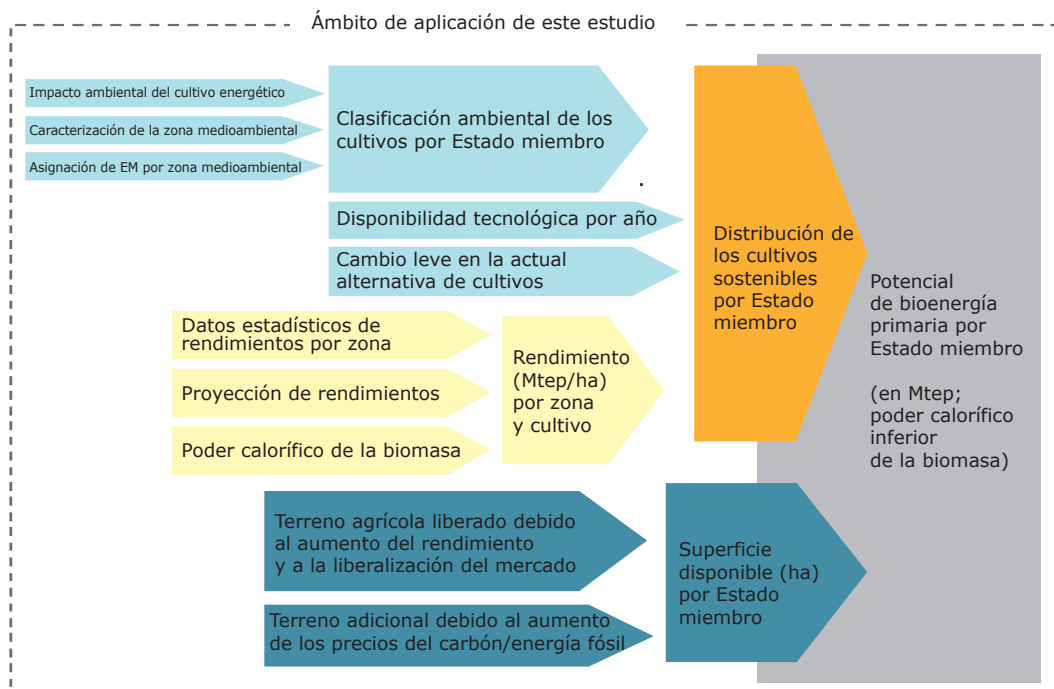 Ámbito de aplicación de este estudio
Impacto ambiental del cultivo energético
Caracterización de la zona medioambiental
Asignación de EM por zona medioambiental
Clasificación ambiental de los
cultivos por Estado miembro
.
Disponibilidad tecnológica por año
Cambio leve en la actual
alternativa de cultivos
Distribución de
los cultivos
sostenibles
por Estado
miembro
Datos estadísticos de
rendimientos por zona
Proyección de rendimientos
Poder calorífico de la biomasa
Rendimiento
(Mtep/ha)
por zona
y cultivo
Terreno agrícola liberado debido
al aumento del rendimiento
y a la liberalización del mercado
Terreno adicional debido al aumento
de los precios del carbón/energía fósil
Superficie
disponible (ha)
por Estado
miembro
Potencial
de bioenergía
primaria por
Estado miembro
(en Mtep;
poder calorífico
inferior
de la biomasa)